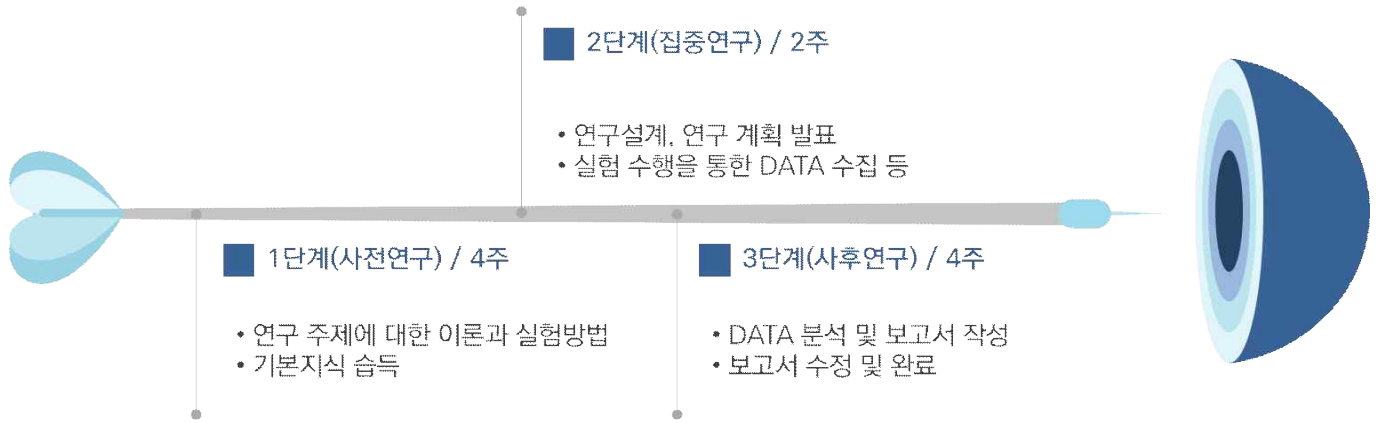 2단계(집중연구) / 2주
• 연구설계, 연구 계획 발표
• 실험 수행을 통한 DATA 수집 등
1단계(사전연구) / 4주
• 연구 주제에 대한 이론과 실험방법
• 기본지식 습득
3단계(사후연구) / 4주
• DATA 분석 및 보고서 작성
• 보고서 수정 및 완료